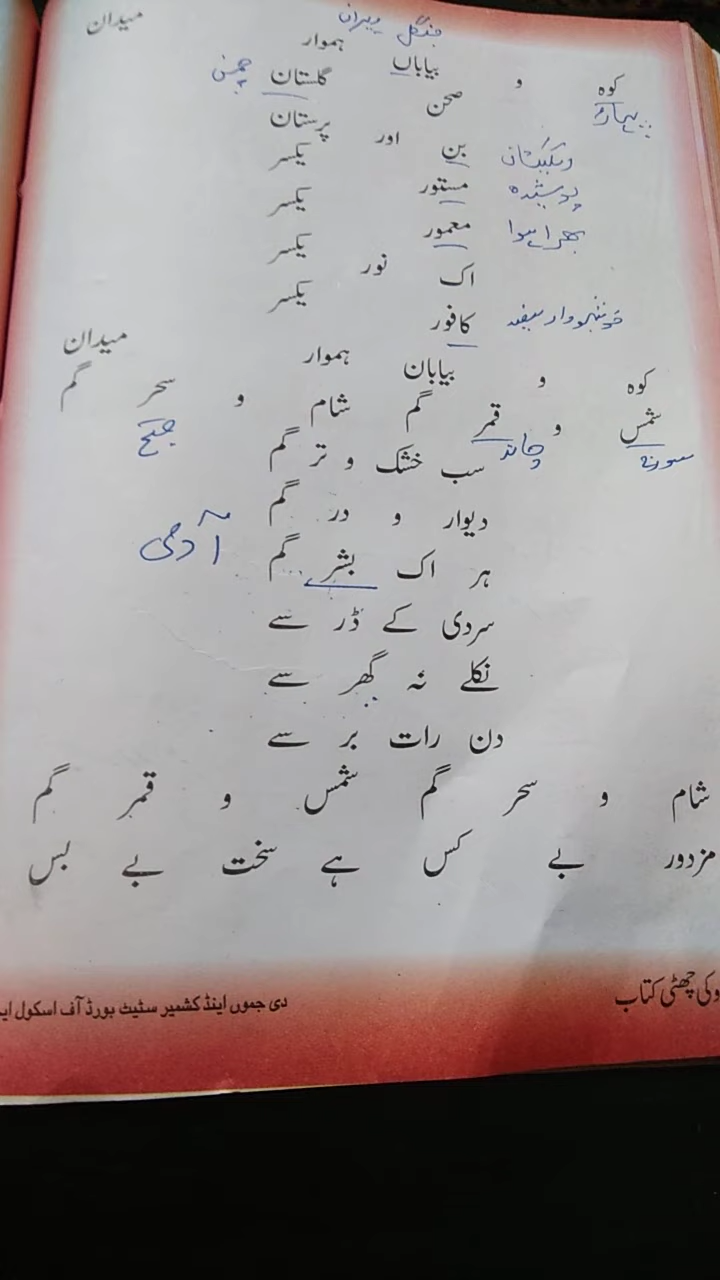 جنگل ویران
کوہ و بیاباں ہموار میدان
پہاڑ
صحن گلستان چمن
بن اور پرستان
ریگستان
مستور یکسر
پوشیدہ
معمور یکسر
بھرا ہوا
اک نور یکسر
کافور یکسر
خوشبودار سفید
کوہ و بیابان ہموار میدان
شمس و قمر گم شام و سحر گم
سورج چاند صبح
سب خشک و تر گم
دیوار و در گم
ہر اک بشر گم
آدمی
سردی کے ڈر سے
نکلے نہ گھر سے
دن رات بر سے
شام و سحر گم شمس و قمر گم
مزدور بے کس ہے سخت بے بس
دی جموں اینڈ کشمیر سٹیٹ بورڈ آف اسکول
کی چھٹی کتاب